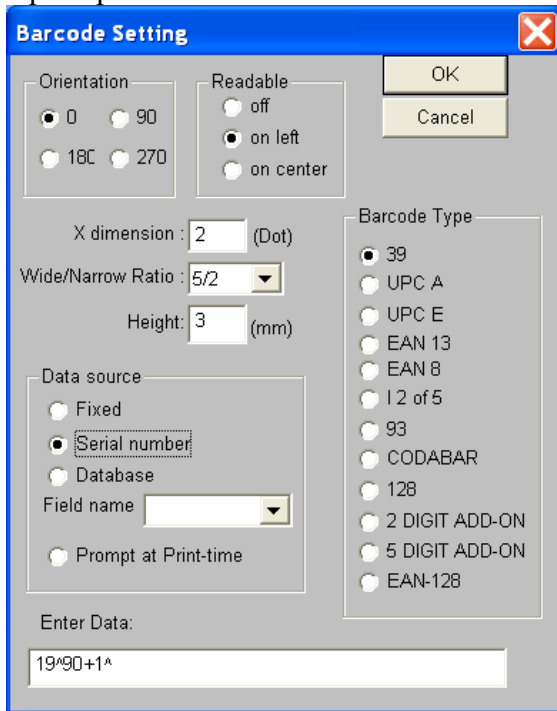 Barcode Setting
OK
Cancel
Orientation
0 90
18C 270
Readable
off
on left
on center
X dimension : 2 (Dot)
Wide/Narrow Ratio : 5/2
Height: 3 (mm)
Data source
Fixed
Serial number
Database
Field name
Prompt at Print-time
Barcode Type
39
UPC A
UPC E
EAN 13
EAN 8
I 2 of 5
93
CODABAR
128
2 DIGIT ADD-ON
5 DIGIT ADD-ON
EAN-128
Enter Data:
19^90+1^